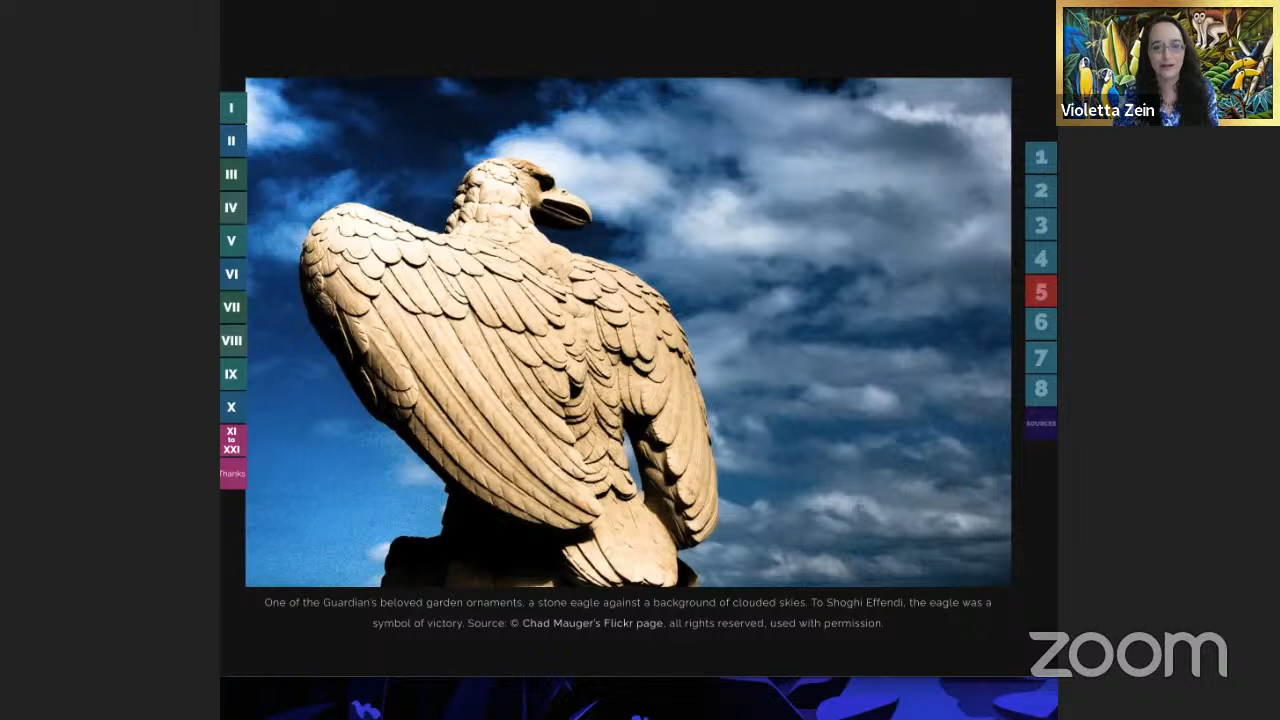 Violetta Zein
I
II
III
IV
V
VI
VII
VIII
IX
X
XI
to
XXI
Thanks
1
2
3
4
5
6
7
8
SOURCES
One of the Guardian's beloved garden ornaments, a stone eagle against a background of clouded skies. To Shoghi Effendi, the eagle was a
symbol of victory. Source: © Chad Mauger's Flickr page, all rights reserved, used with permission.
zoom